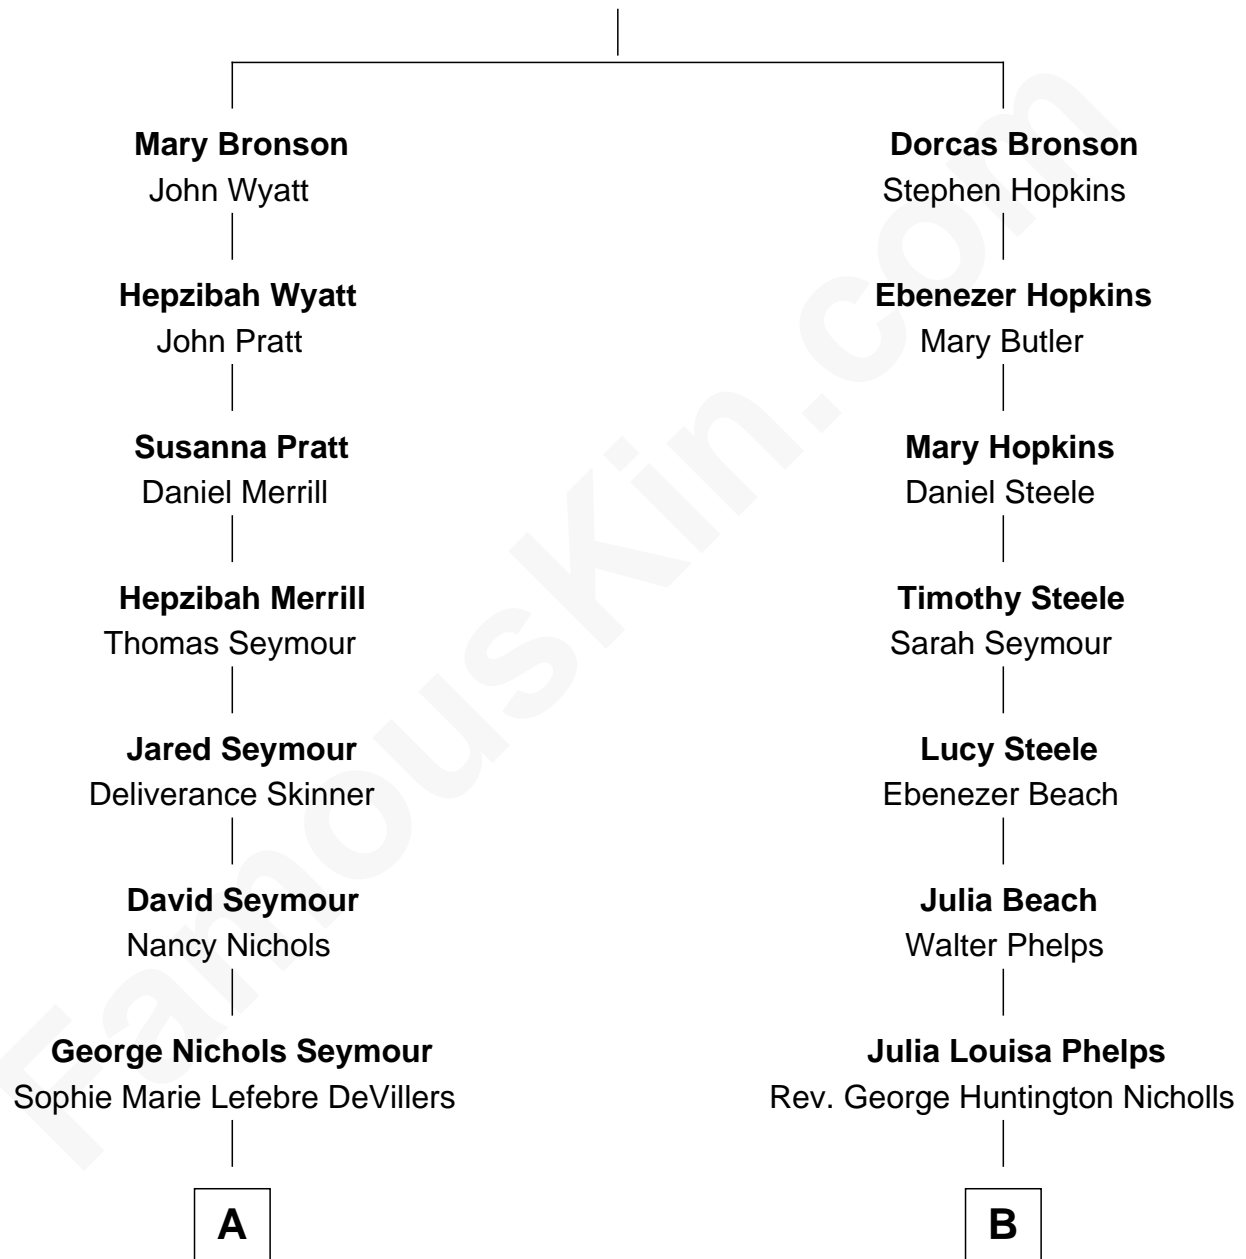 Mary Bronson
John Wyatt
Hepzibah Wyatt
John Pratt
Susanna Pratt
Daniel Merrill
Hepzibah Merrill
Thomas Seymour
Jared Seymour
Deliverance Skinner
David Seymour
Nancy Nichols
George Nichols Seymour
Sophie Marie Lefebre DeVillers
A
Dorcas Bronson
Stephen Hopkins
Ebenezer Hopkins
Mary Butler
Mary Hopkins
Daniel Steele
Timothy Steele
Sarah Seymour
Lucy Steele
Ebenezer Beach
Julia Beach
Walter Phelps
Julia Louisa Phelps
Rev. George Huntington Nicholls
B
FamousKin.com